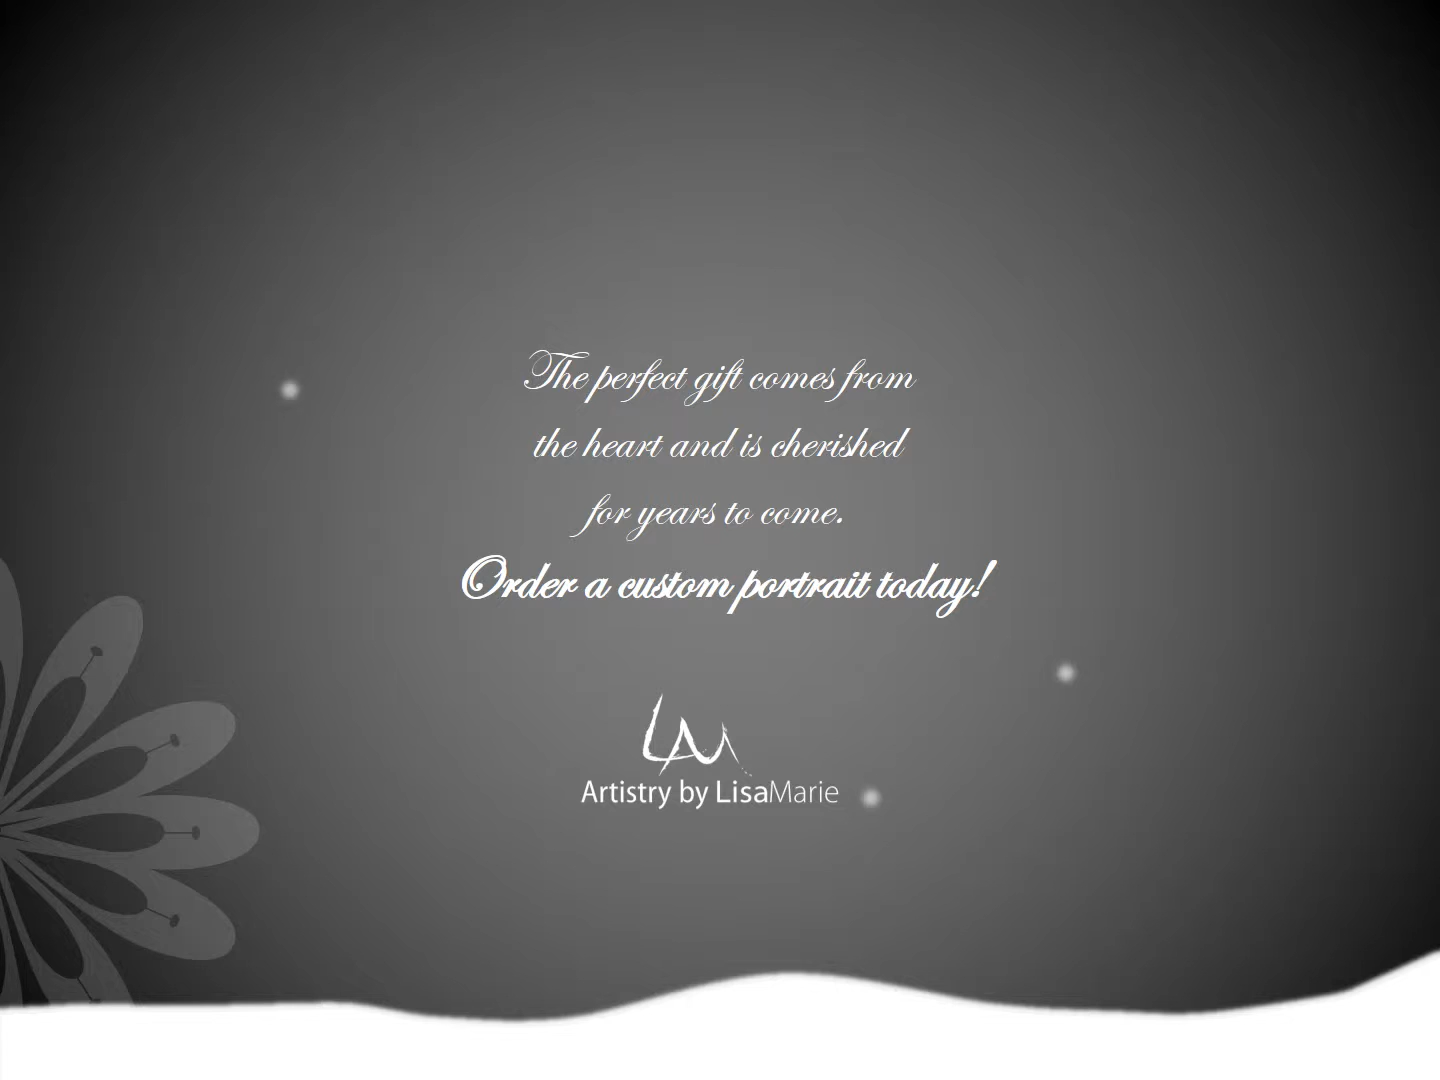 The perfect gift comes from
the heart and is cherished
for years to come.
Order a custom portrait today!
LM
Artistry by LisaMarie